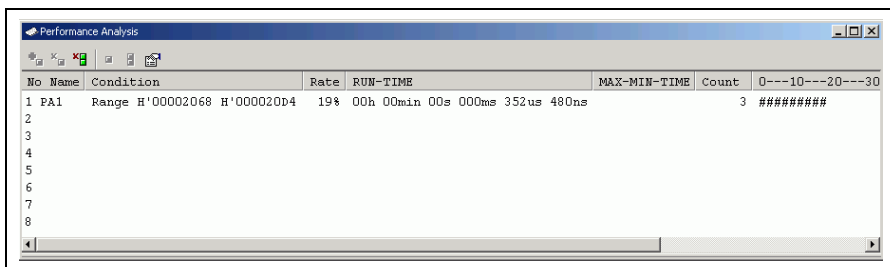 Performance Analysis
No Name Condition Rate RUN-TIME MAX-MIN-TIME Count 0---10---20---30
1 PA1 Range H'00002068 H'000020D4 19% 00h 00min 00s 000ms 352us 480ns 3 #########
2
3
4
5
6
7
8